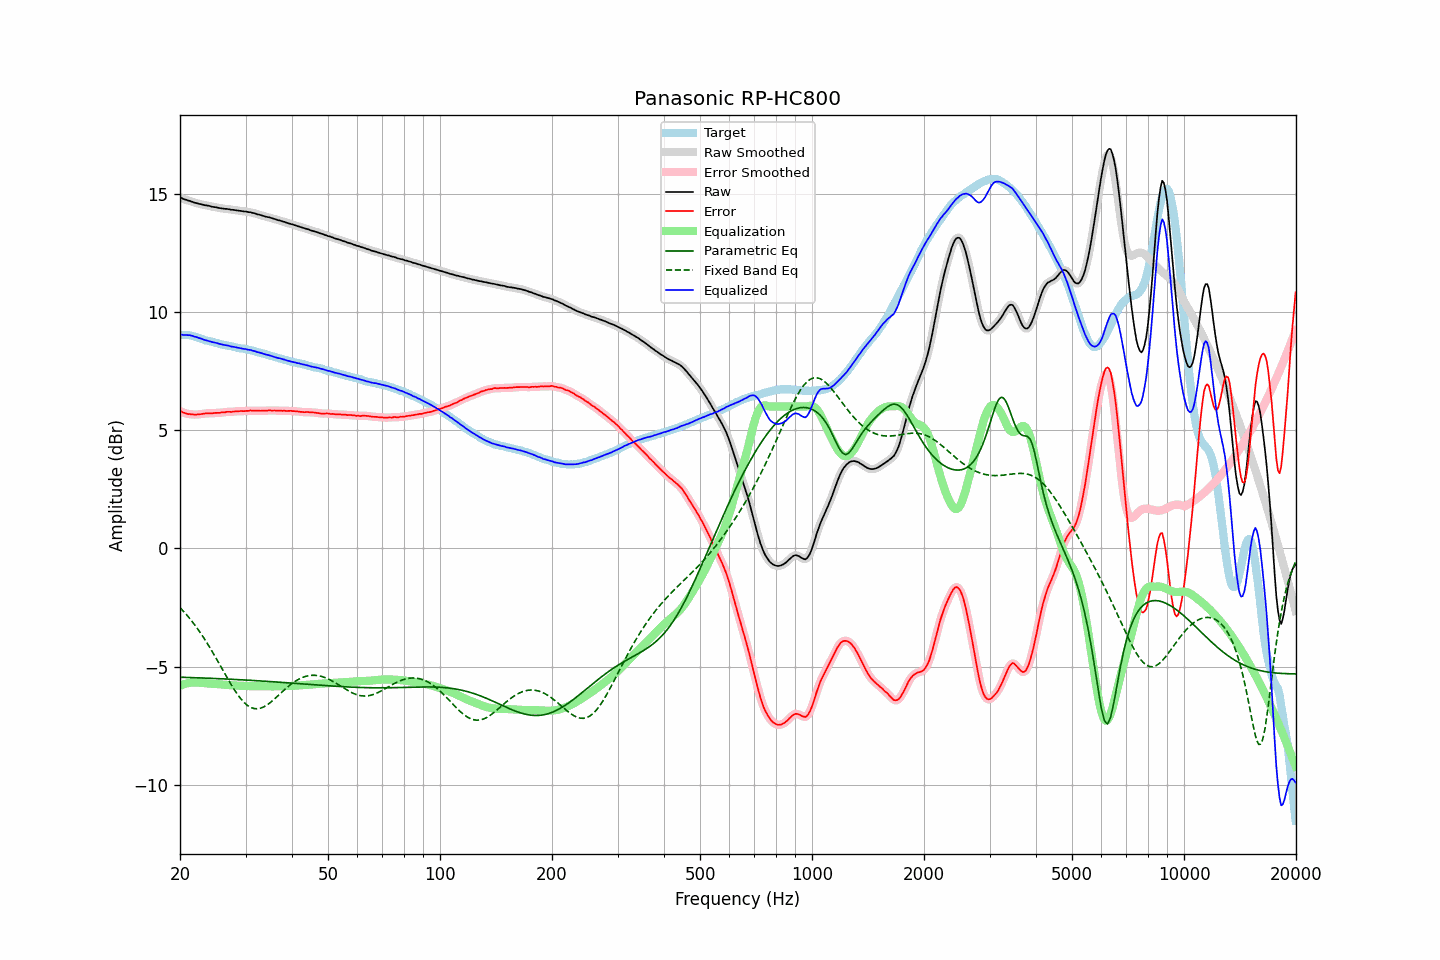 Panasonic RP-HC800
Target
Raw Smoothed
Error Smoothed
Raw
Error
Equalization
Parametric Eq
Fixed Band Eq
Equalized
Amplitude (dBr)
15
10
5
0
−5
−10
20
50
100
200
500
1000
2000
5000
10000
20000
Frequency (Hz)